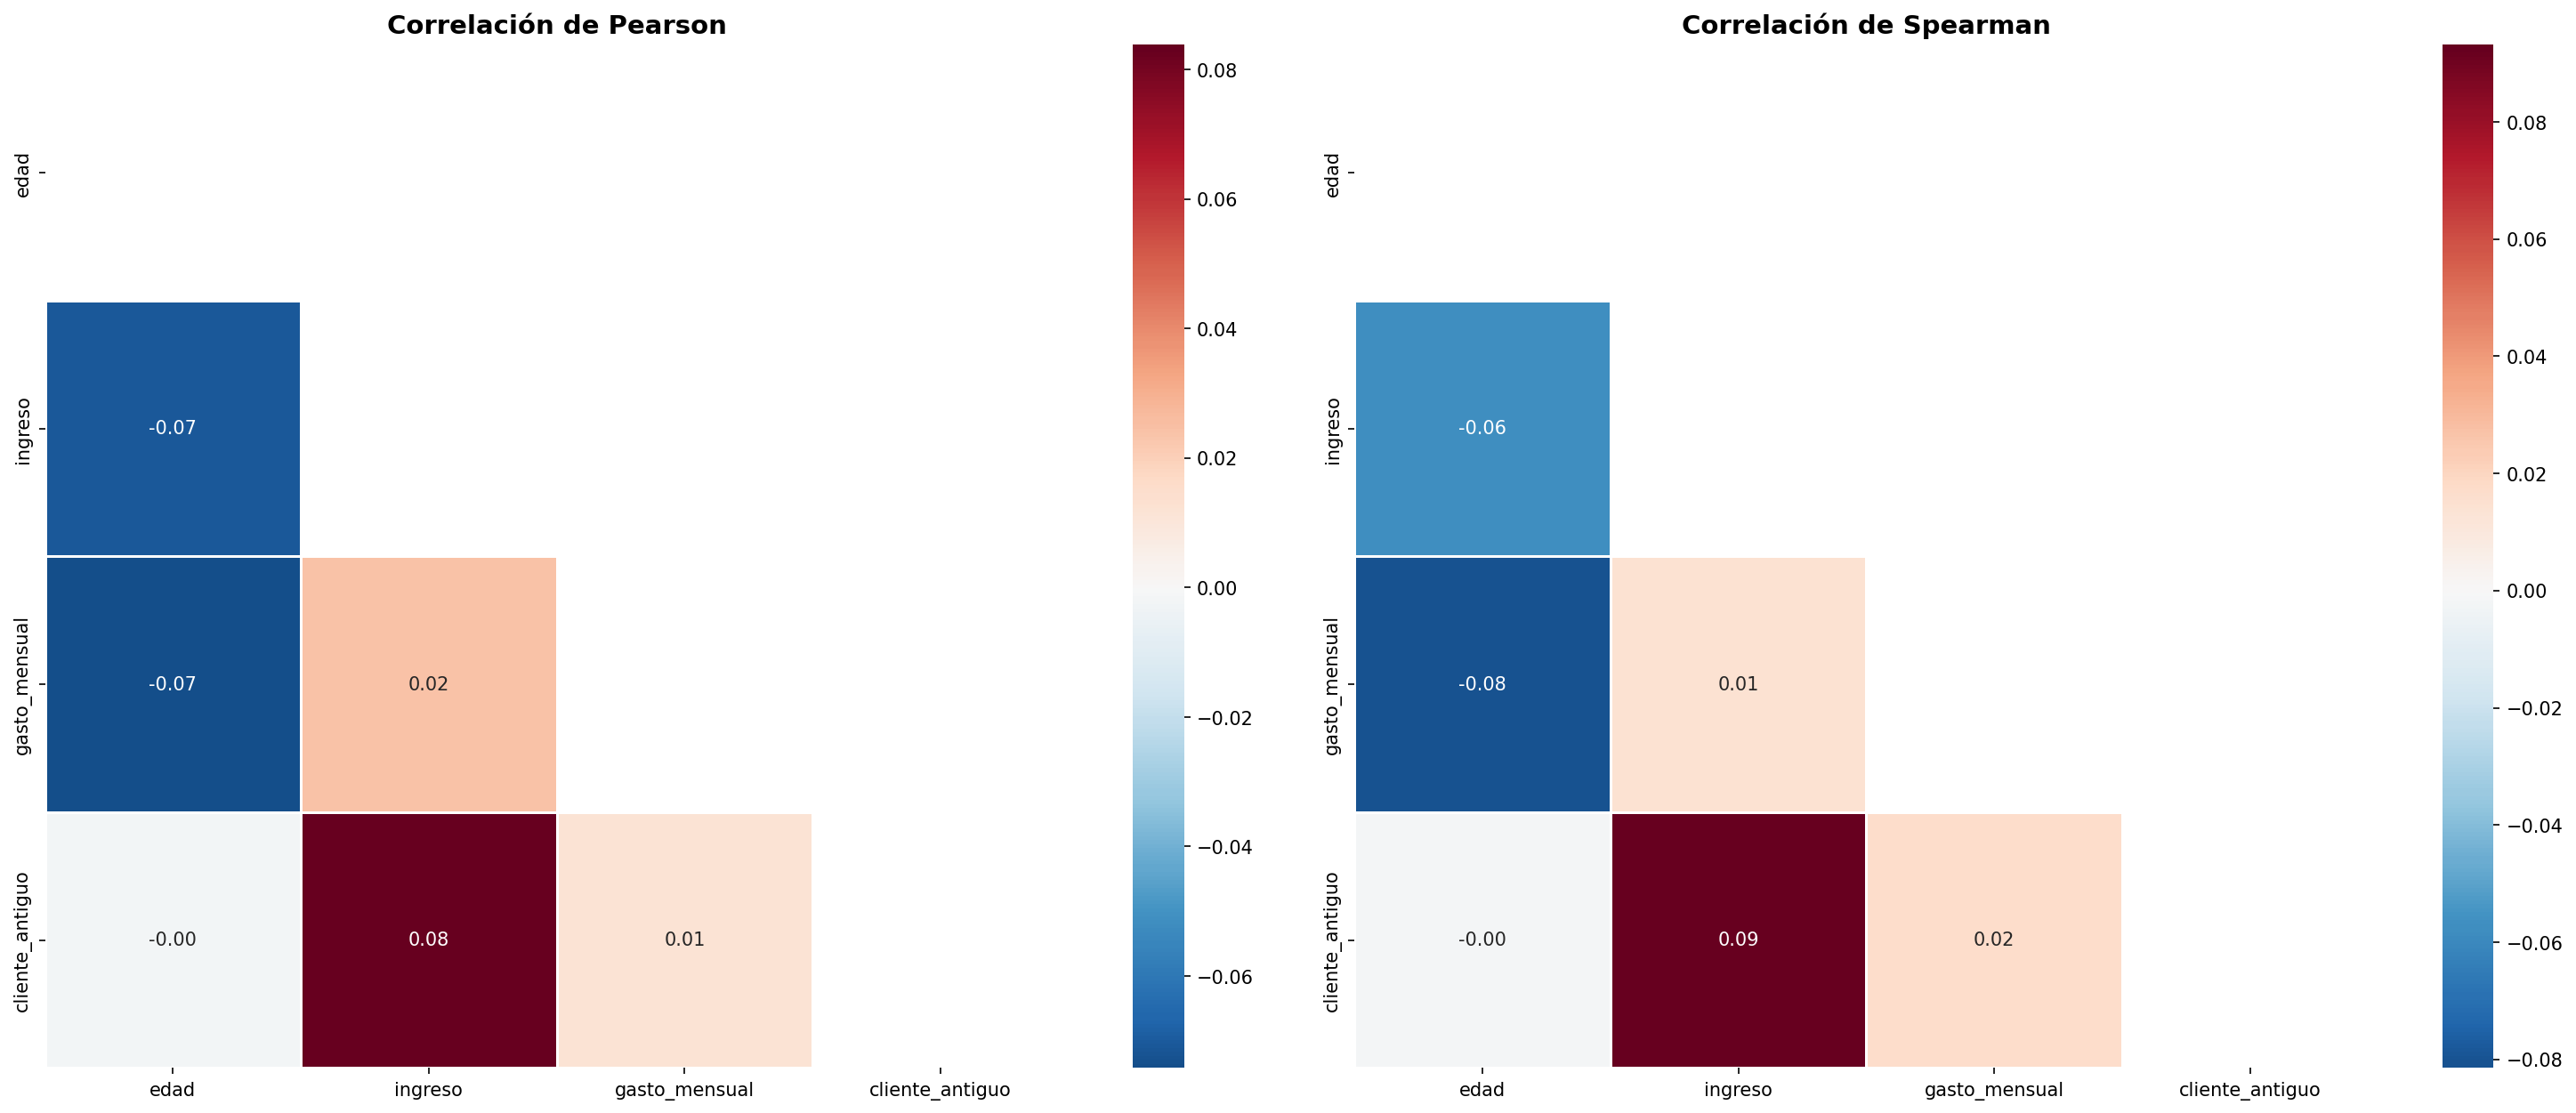 Correlación de Pearson
edad
ingreso
gasto_mensual
cliente_antiguo
-0.07
-0.07
0.02
-0.00
0.08
0.01
edad
ingreso
gasto_mensual
cliente_antiguo
0.08
0.06
0.04
0.02
0.00
−0.02
−0.04
−0.06
Correlación de Spearman
edad
ingreso
gasto_mensual
cliente_antiguo
-0.06
-0.08
0.01
-0.00
0.09
0.02
edad
ingreso
gasto_mensual
cliente_antiguo
0.08
0.06
0.04
0.02
0.00
−0.02
−0.04
−0.06
−0.08